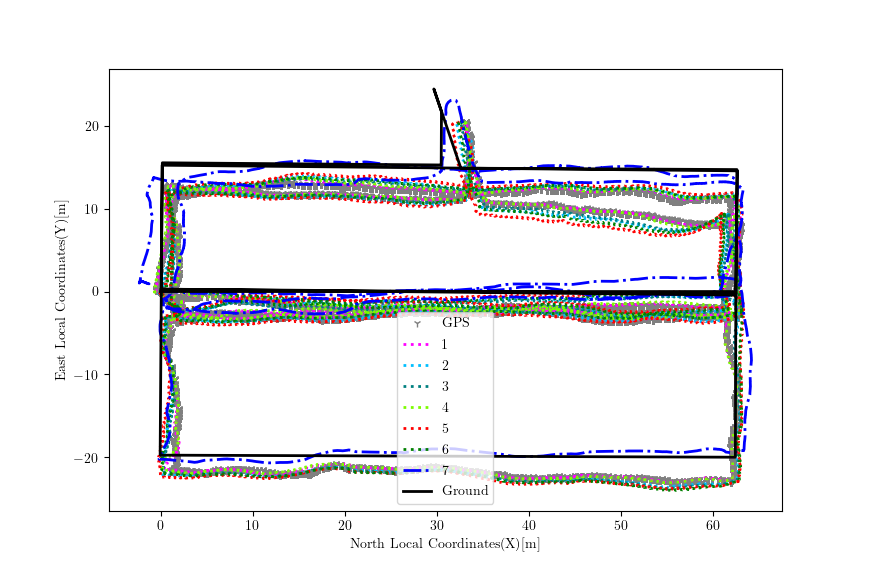 20
10
0
−10
−20
East Local Coordinates(Y)[m]
GPS
1
2
3
4
5
6
7
Ground
0 10 20 30 40 50 60
North Local Coordinates(X)[m]